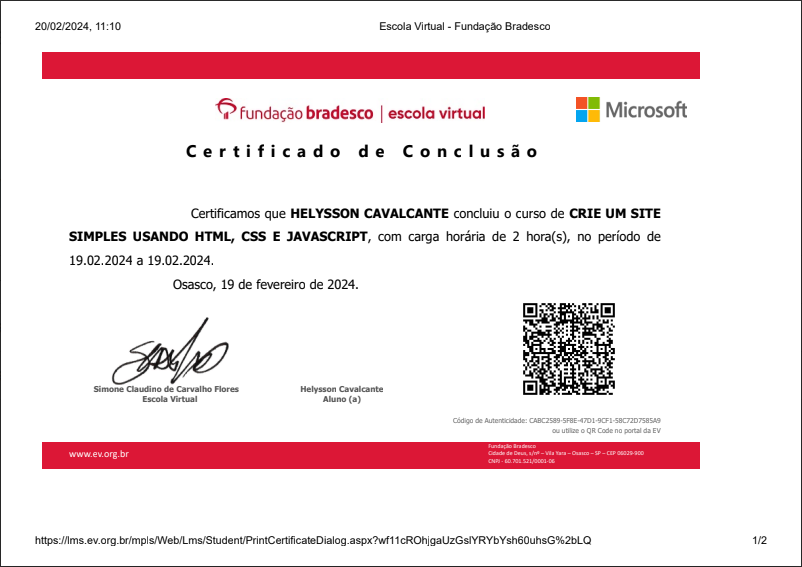 20/02/2024, 11:10 Escola Virtual - Fundação Bradesco
fundação bradesco | escola virtual
Microsoft
Certificado de Conclusão
Certificamos que HELYSSON CAVALCANTE concluiu o curso de CRIE UM SITE
SIMPLES USANDO HTML, CSS E JAVASCRIPT, com carga horária de 2 hora(s), no período de
19.02.2024 a 19.02.2024.
Osasco, 19 de fevereiro de 2024.
Simone Claudino de Carvalho Flores
Escola Virtual
Helysson Cavalcante
Aluno (a)
Código de Autenticidade: CABC2589-5F8E-47D1-9CF1-58C72D7585A9
ou utilize o QR Code no portal da EV
www.ev.org.br
Fundação Bradesco
Cidade de Deus, s/nº – Vila Yara – Osasco – SP – CEP 06029-900
CNPJ - 60.701.521/0001-06
https://lms.ev.org.br/mpls/Web/Lms/Student/PrintCertificateDialog.aspx?wf11cROhjgaUzGslYRYbYsh60uhsG%2bLQ 1/2